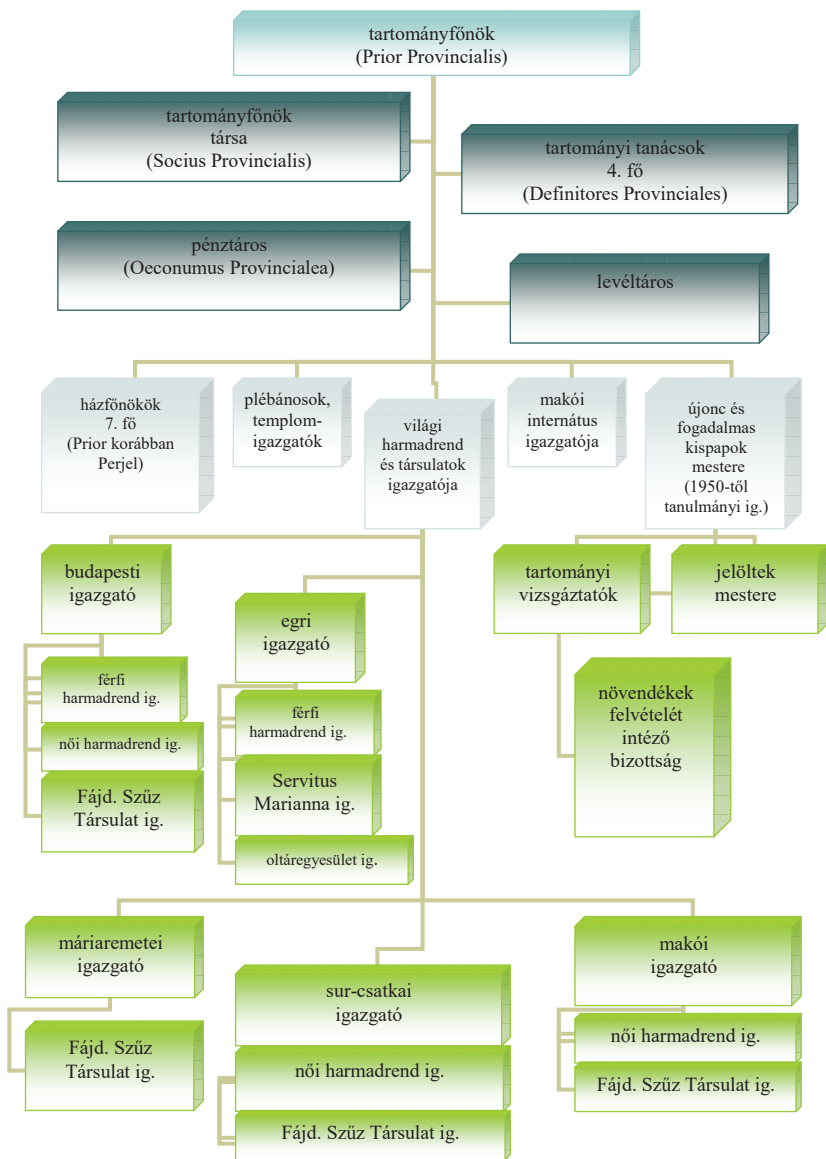 tartományfőnök
(Prior Provincialis)
tartományfőnök
társa
(Socius Provincialis)
tartományi tanácsok
4. fő
(Definitores Provinciales)
pénztáros
(Oeconumus Provincialea)
levéltáros
házfőnökök
7. fő
(Prior korábban
Perjel)
plébánosok,
templom-
igazgatók
világi
harmadrend
és társulatok
igazgatója
makói
internátus
igazgatója
újonc és
fogadalmas
kispapok
mestere
(1950-től
tanulmányi ig.)
budapesti
igazgató
férfi
harmadrend ig.
női harmadrend ig.
Fájd. Szűz
Társulat ig.
egri
igazgató
férfi
harmadrend ig.
Servitus
Marianna ig.
oltáregyesület ig.
tartományi
vizsgáztatók
jelöltek
mestere
növendékek
felvételét
intéző
bizottság
máriaremetei
igazgató
Fájd. Szűz
Társulat ig.
sur-csatkai
igazgató
női harmadrend ig.
Fájd. Szűz Társulat ig.
makói
igazgató
női harmadrend ig.
Fájd. Szűz Társulat ig.